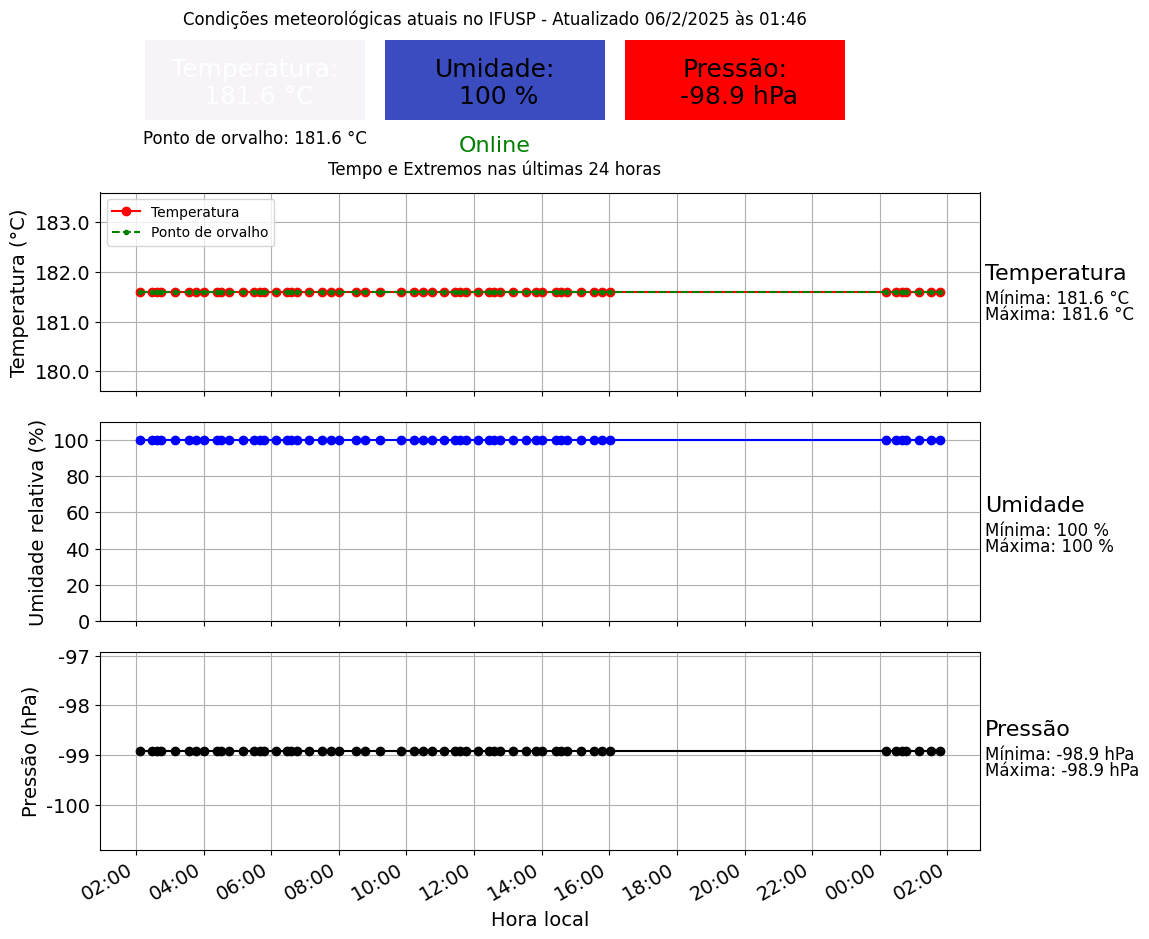 Condições meteorológicas atuais no IFUSP - Atualizado 06/2/2025 às 01:46
Temperatura:
181.6 °C
Umidade:
100 %
Pressão:
-98.9 hPa
Ponto de orvalho: 181.6 °C
Online
Tempo e Extremos nas últimas 24 horas
Temperatura (°C)
183.0
182.0
181.0
180.0
Temperatura
Ponto de orvalho
Temperatura
Mínima: 181.6 °C
Máxima: 181.6 °C
Umidade relativa (%)
100
80
60
40
20
0
Umidade
Mínima: 100 %
Máxima: 100 %
Pressão (hPa)
-97
-98
-99
-100
Pressão
Mínima: -98.9 hPa
Máxima: -98.9 hPa
02:00 04:00 06:00 08:00 10:00 12:00 14:00 16:00 18:00 20:00 22:00 00:00 02:00
Hora local